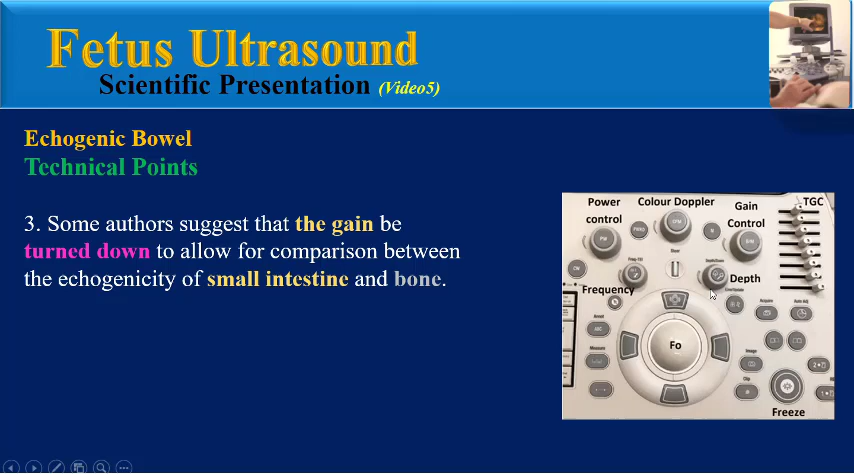 Fetus Ultrasound
Scientific Presentation (Video5)
Echogenic Bowel
Technical Points
3. Some authors suggest that the gain be
turned down to allow for comparison between
the echogenicity of small intestine and bone.
Power
control
Colour Doppler
Gain
Control
TGC
Frequency
Depth
Fo
Freeze